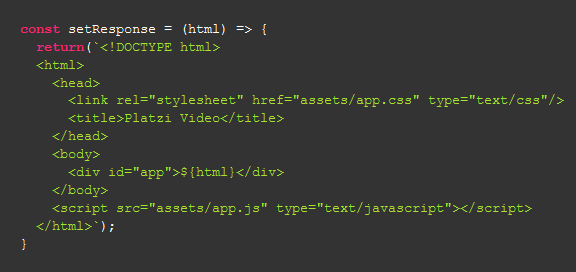 const setResponse = (html) => {
  return(`<!DOCTYPE html>
  <html>
    <head>
      <link rel="stylesheet" href="assets/app.css" type="text/css"/>
      <title>Platzi Video</title>
    </head>
    <body>
      <div id="app">${html}</div>
    </body>
    <script src="assets/app.js" type="text/javascript"></script>
  </html>`);
}